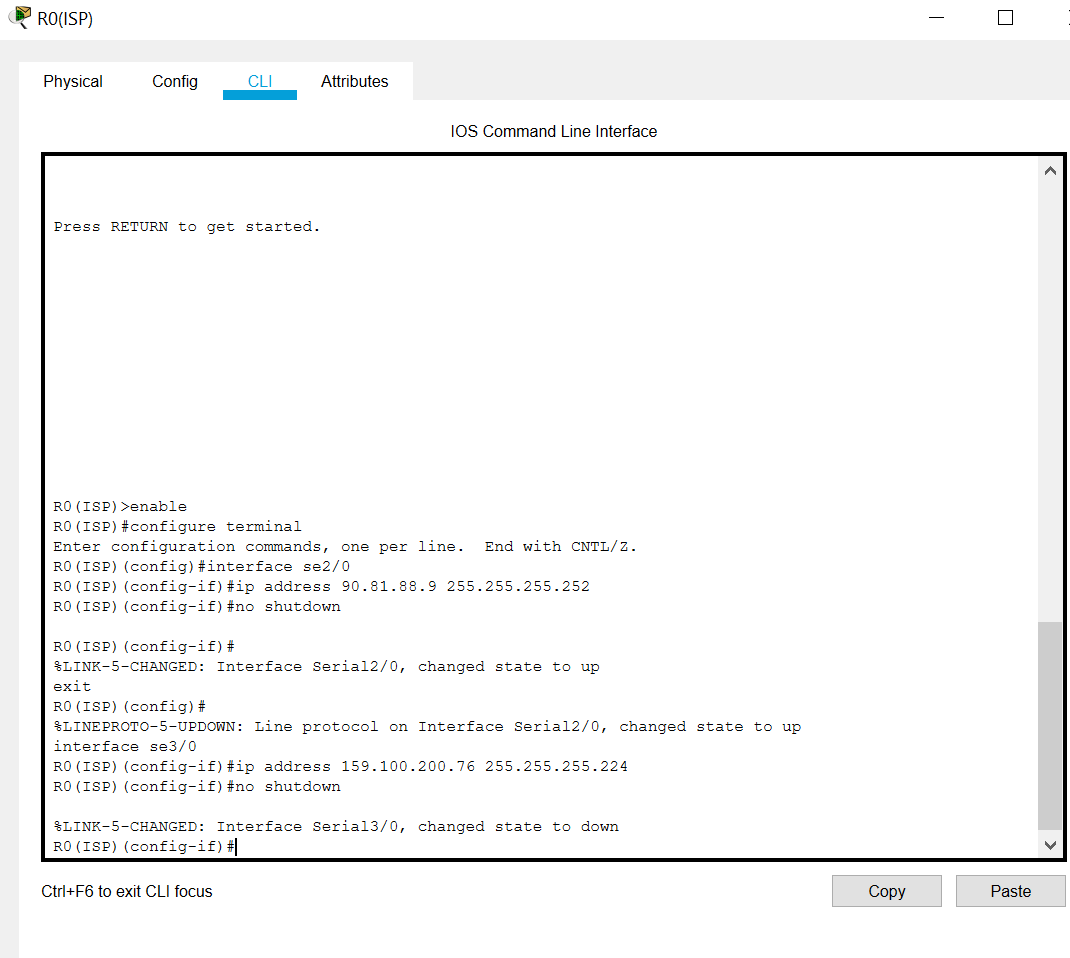 R0(ISP)
Physical Config CLI Attributes
IOS Command Line Interface
Press RETURN to get started.
R0(ISP)>enable
R0(ISP)#configure terminal
Enter configuration commands, one per line.  End with CNTL/Z.
R0(ISP)(config)#interface se2/0
R0(ISP)(config-if)#ip address 90.81.88.9 255.255.255.252
R0(ISP)(config-if)#no shutdown
R0(ISP)(config-if)#
%LINK-5-CHANGED: Interface Serial2/0, changed state to up
exit
R0(ISP)(config)#
%LINEPROTO-5-UPDOWN: Line protocol on Interface Serial2/0, changed state to up
interface se3/0
R0(ISP)(config-if)#ip address 159.100.200.76 255.255.255.224
R0(ISP)(config-if)#no shutdown
%LINK-5-CHANGED: Interface Serial3/0, changed state to down
R0(ISP)(config-if)#
Ctrl+F6 to exit CLI focus
Copy Paste